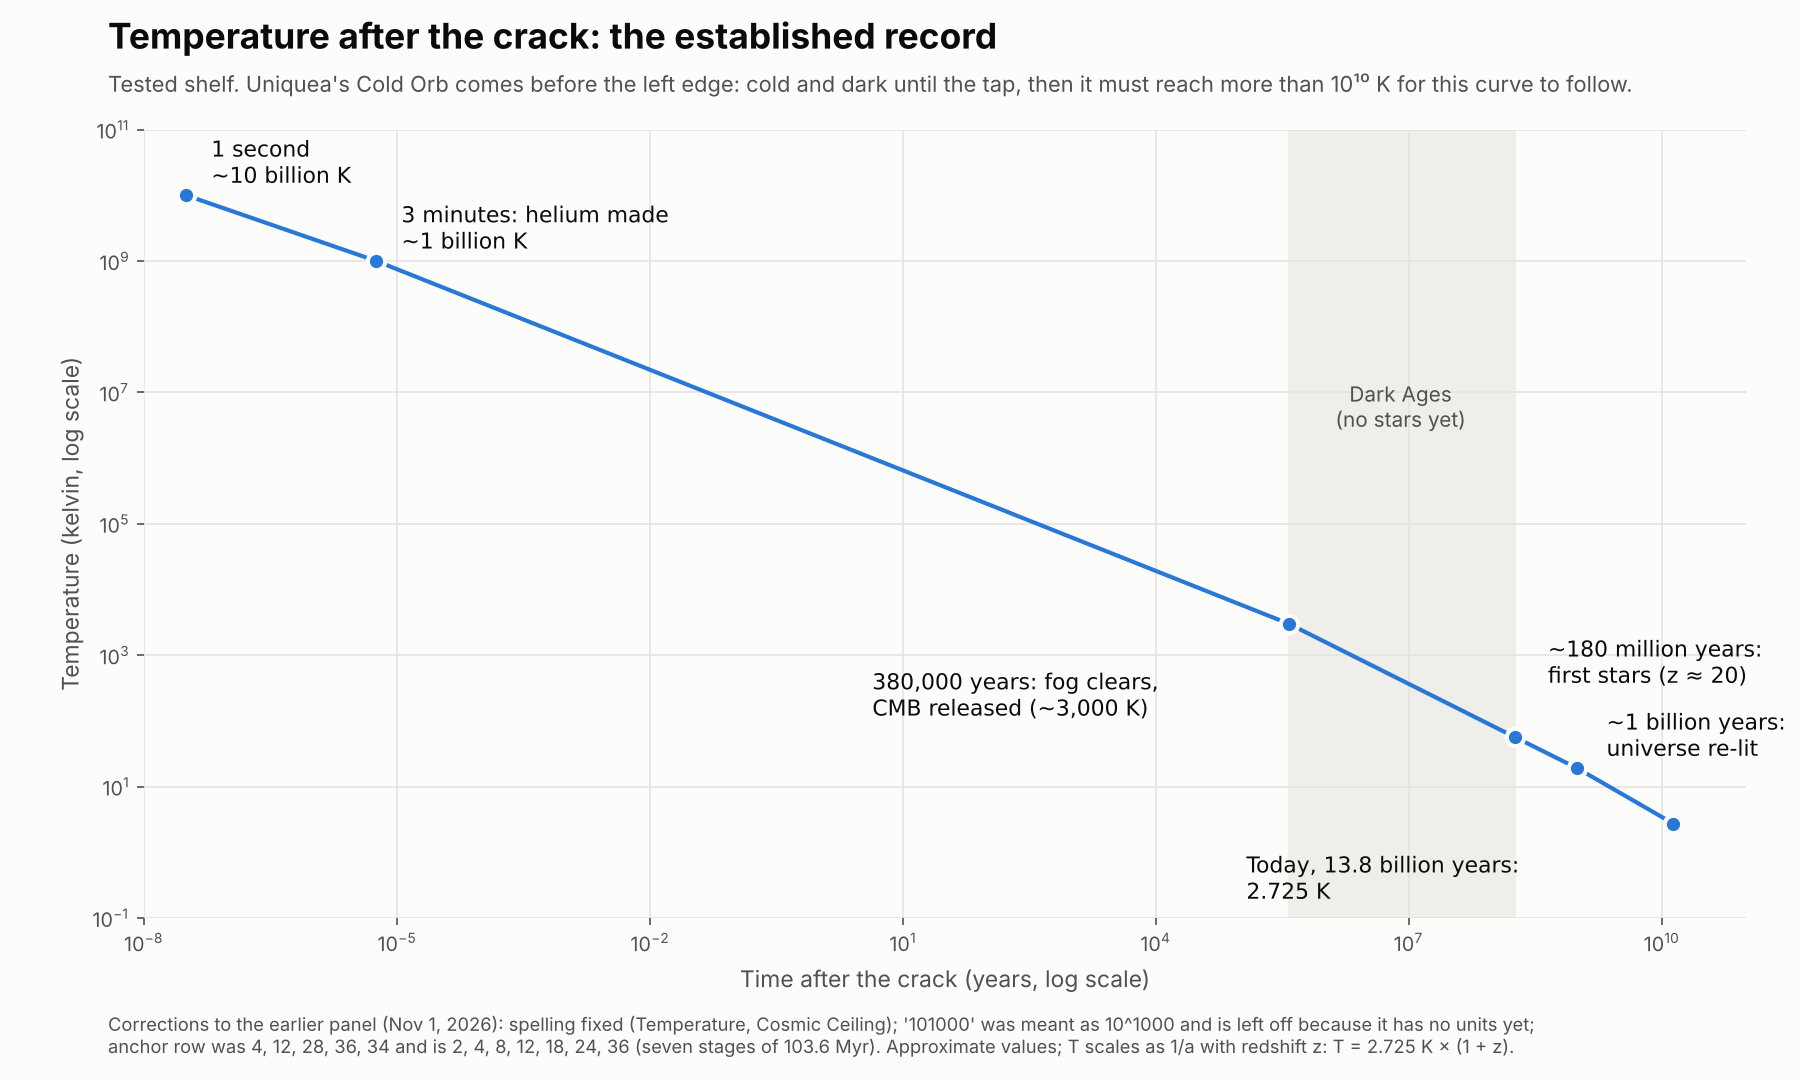 Temperature after the crack: the established record
Tested shelf. Uniquea's Cold Orb comes before the left edge: cold and dark until the tap, then it must reach more than 10¹⁰ K for this curve to follow.
10¹¹
1 second
~10 billion K
3 minutes: helium made
~1 billion K
10⁹
10⁷
Dark Ages
(no stars yet)
Temperature (kelvin, log scale)
10⁵
10³
~180 million years:
first stars (z ≈ 20)
380,000 years: fog clears,
CMB released (~3,000 K)
~1 billion years:
universe re-lit
10¹
Today, 13.8 billion years:
2.725 K
10⁻¹
10⁻⁸ 10⁻⁵ 10⁻² 10¹ 10⁴ 10⁷ 10¹⁰
Time after the crack (years, log scale)
Corrections to the earlier panel (Nov 1, 2026): spelling fixed (Temperature, Cosmic Ceiling); '101000' was meant as 10^1000 and is left off because it has no units yet;
anchor row was 4, 12, 28, 36, 34 and is 2, 4, 8, 12, 18, 24, 36 (seven stages of 103.6 Myr). Approximate values; T scales as 1/a with redshift z: T = 2.725 K × (1 + z).